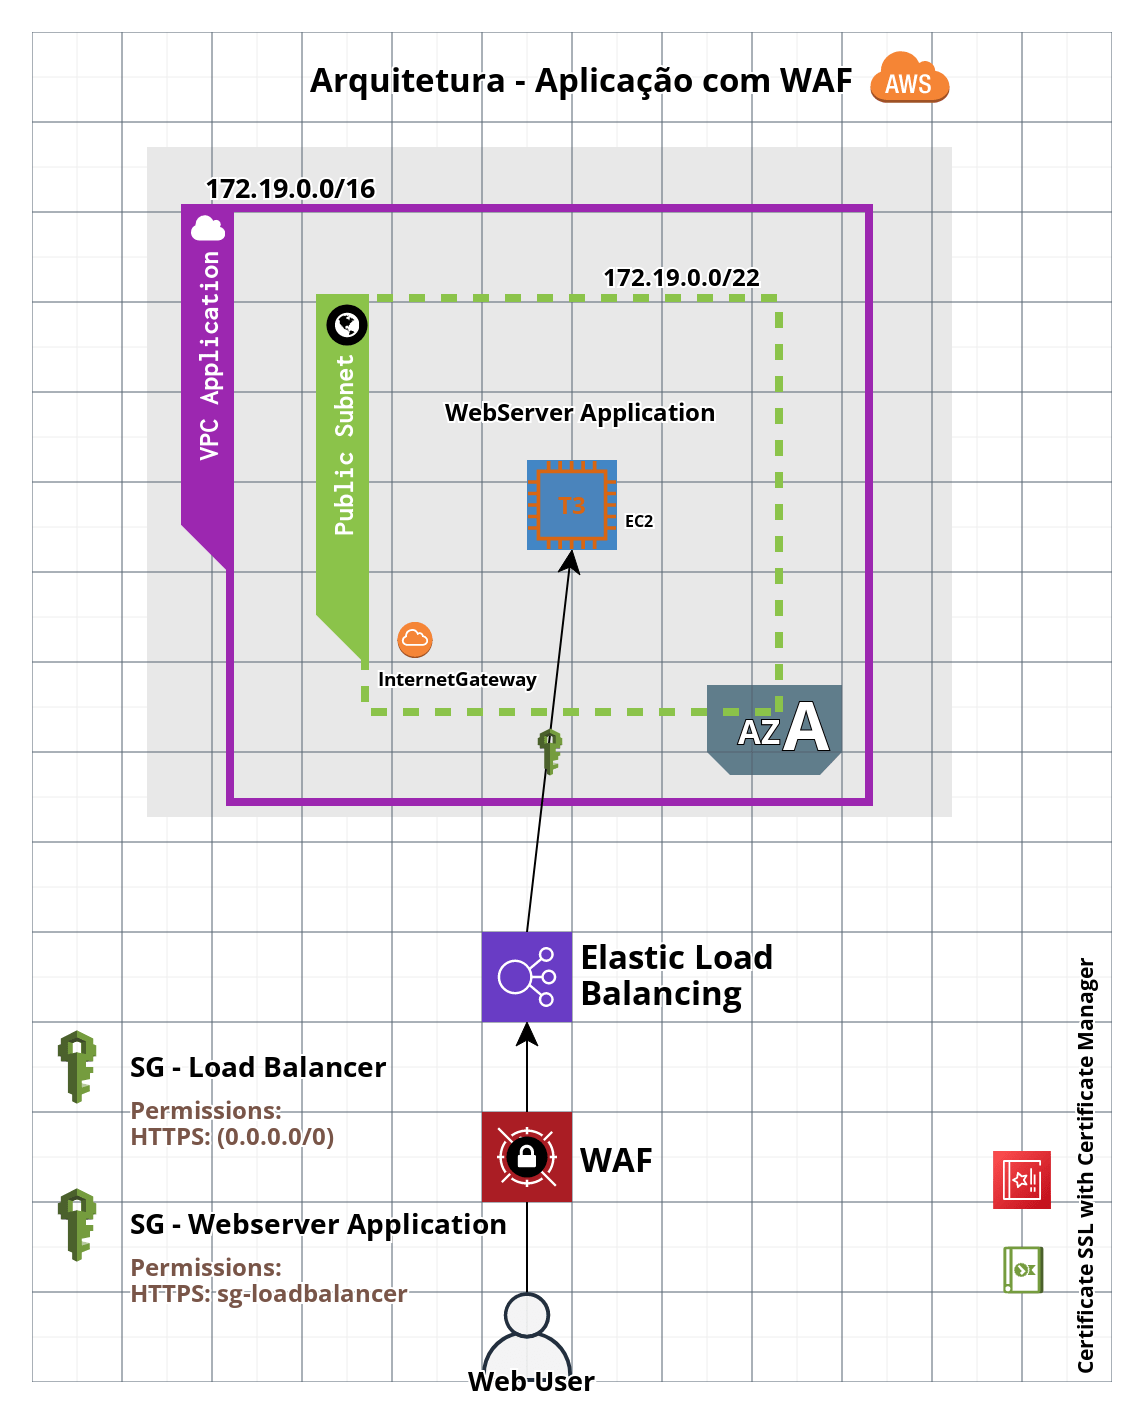 Arquitetura - Aplicação com WAF
AWS
172.19.0.0/16
VPC Application
172.19.0.0/22
Public Subnet
WebServer Application
T3
EC2
InternetGateway
AZ A
Elastic Load
Balancing
SG - Load Balancer
Permissions:
HTTPS: (0.0.0.0/0)
WAF
SG - Webserver Application
Permissions:
HTTPS: sg-loadbalancer
Certificate SSL with Certificate Manager
Web User